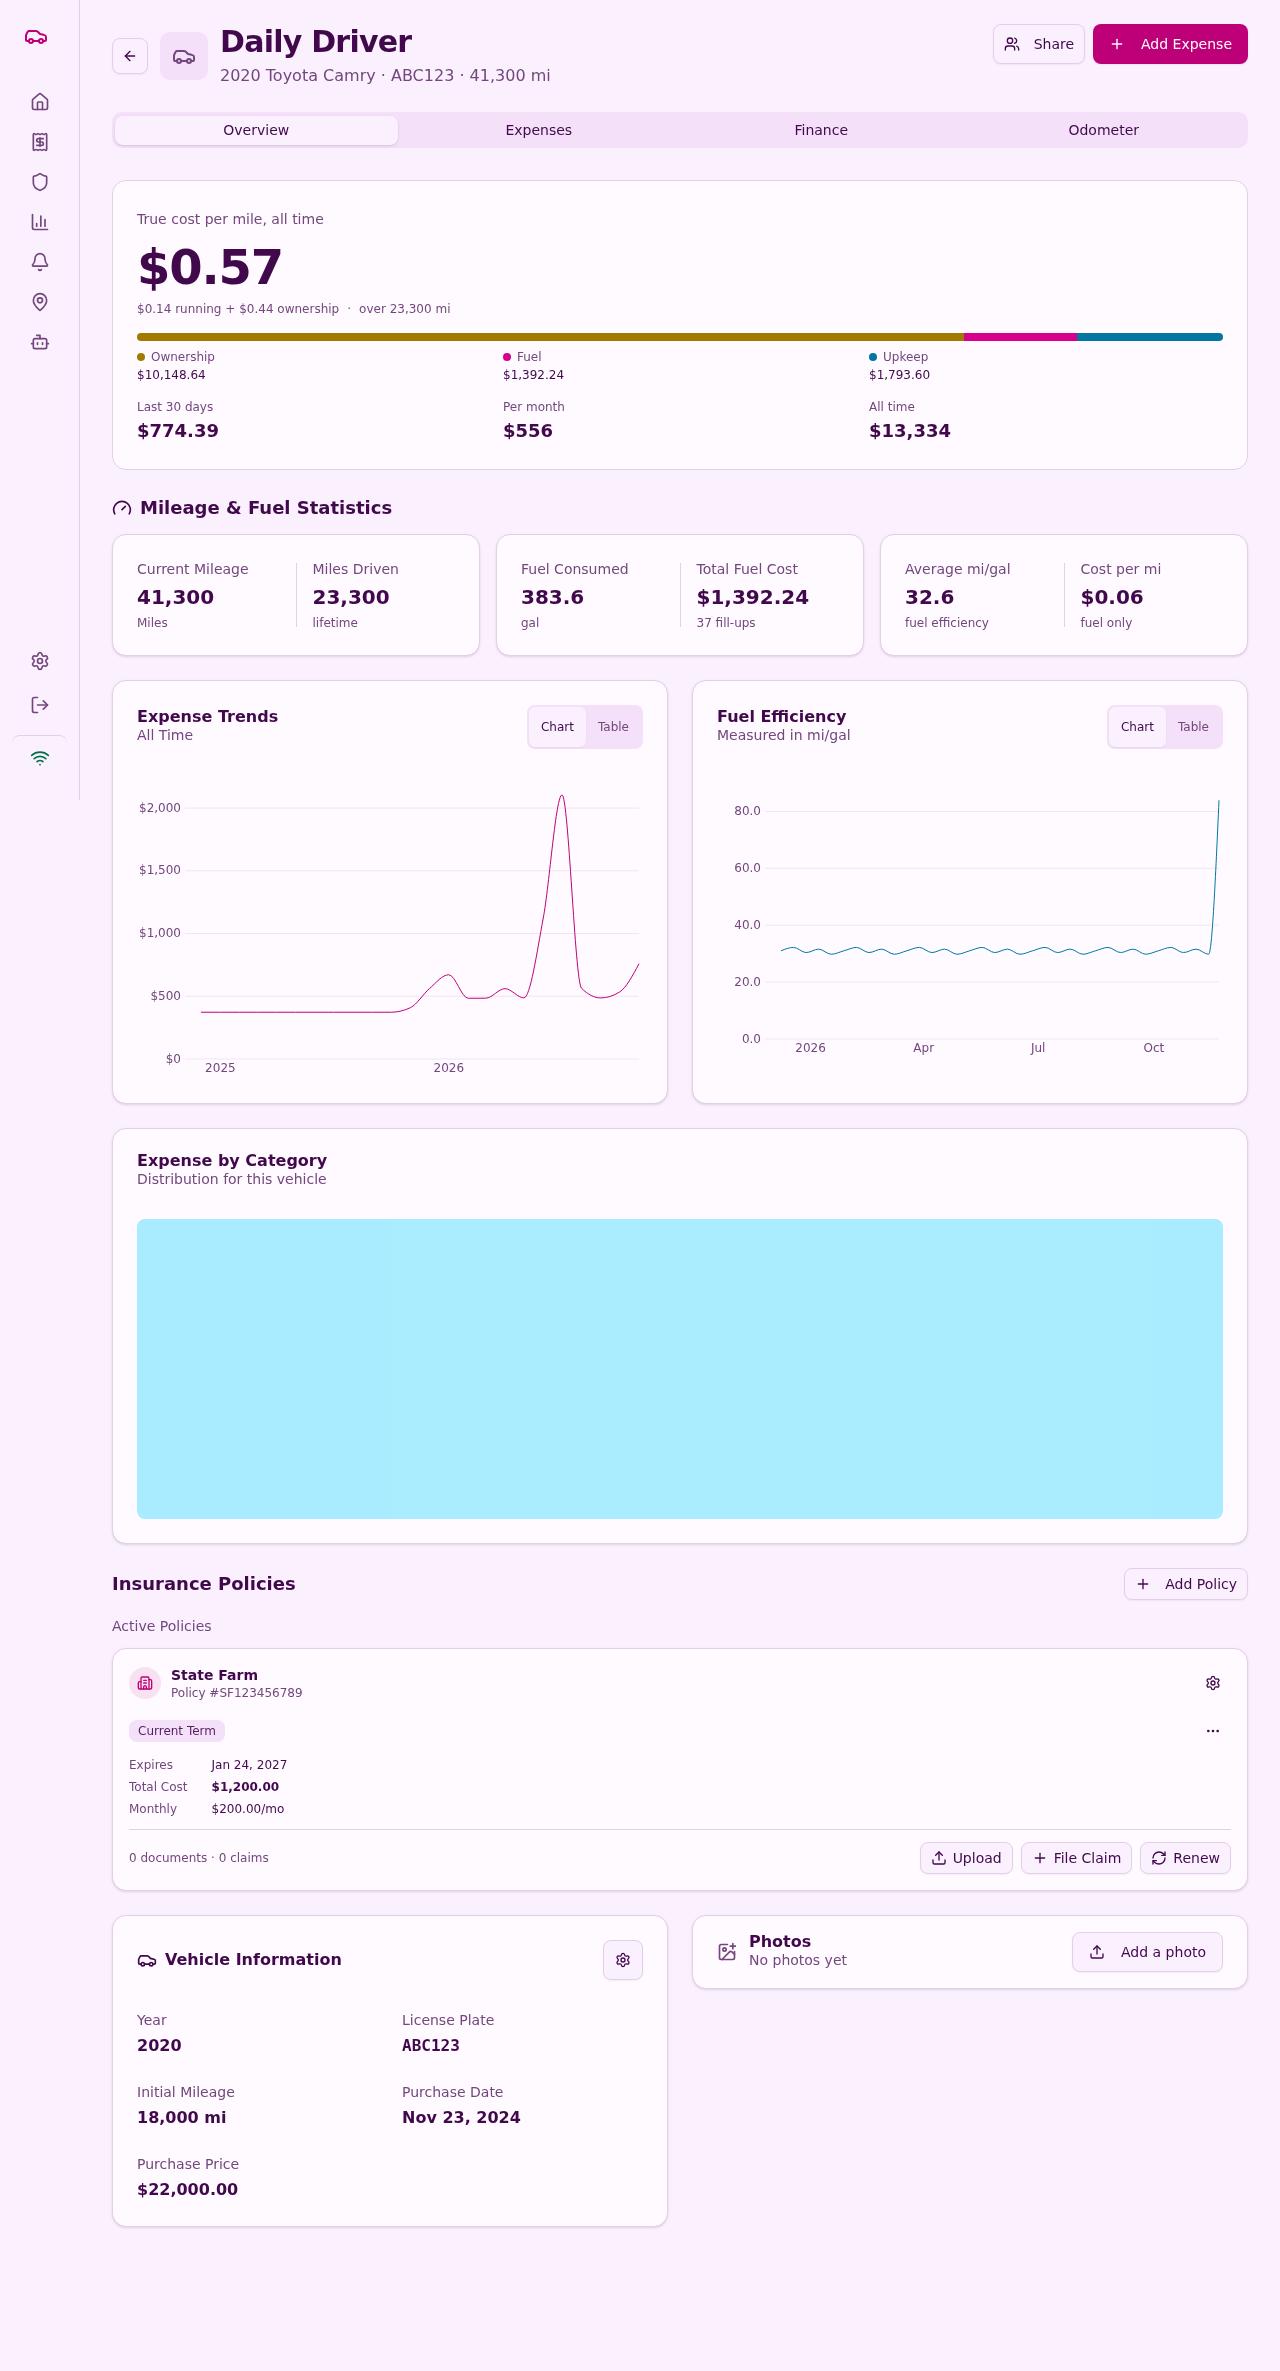 Daily Driver
2020 Toyota Camry · ABC123 · 41,300 mi
Share
Add Expense
Overview
Expenses
Finance
Odometer
True cost per mile, all time
$0.57
$0.14 running + $0.44 ownership · over 23,300 mi
Ownership
$10,148.64
Fuel
$1,392.24
Upkeep
$1,793.60
Last 30 days
$774.39
Per month
$556
All time
$13,334
Mileage & Fuel Statistics
Current Mileage
41,300
Miles
Miles Driven
23,300
lifetime
Fuel Consumed
383.6
gal
Total Fuel Cost
$1,392.24
37 fill-ups
Average mi/gal
32.6
fuel efficiency
Cost per mi
$0.06
fuel only
Expense Trends
All Time
Chart
Table
$2,000
$1,500
$1,000
$500
$0
2025
2026
Fuel Efficiency
Measured in mi/gal
Chart
Table
80.0
60.0
40.0
20.0
0.0
2026
Apr
Jul
Oct
Expense by Category
Distribution for this vehicle
Insurance Policies
Add Policy
Active Policies
State Farm
Policy #SF123456789
Current Term
Expires Jan 24, 2027
Total Cost $1,200.00
Monthly $200.00/mo
0 documents · 0 claims
Upload
File Claim
Renew
Vehicle Information
Year
2020
License Plate
ABC123
Initial Mileage
18,000 mi
Purchase Date
Nov 23, 2024
Purchase Price
$22,000.00
Photos
No photos yet
Add a photo